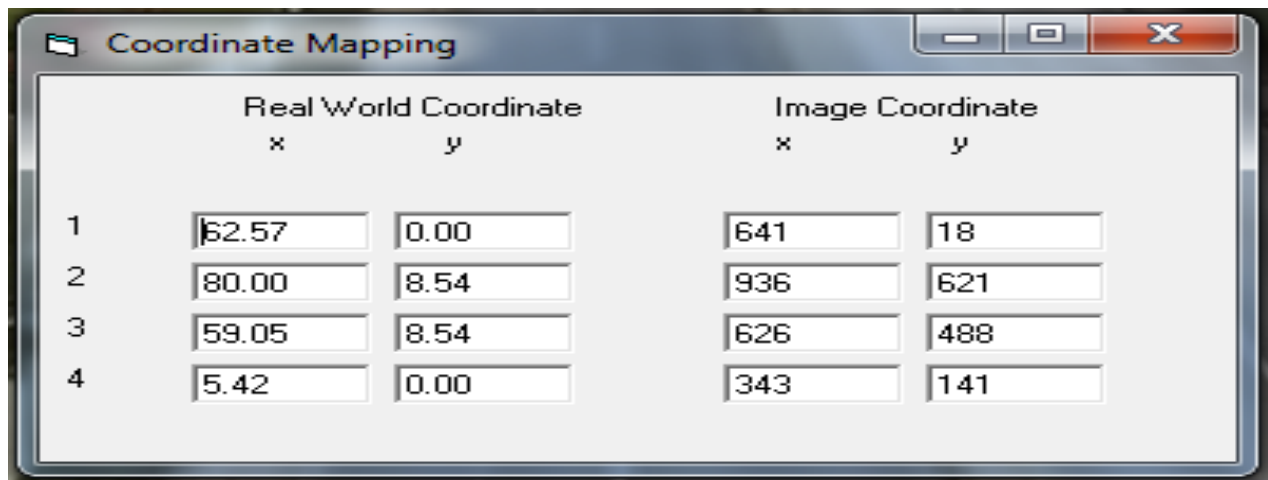 Coordinate Mapping
Real World Coordinate Image Coordinate
x y x y
1 62.57 0.00 641 18
2 80.00 8.54 936 621
3 59.05 8.54 626 488
4 5.42 0.00 343 141